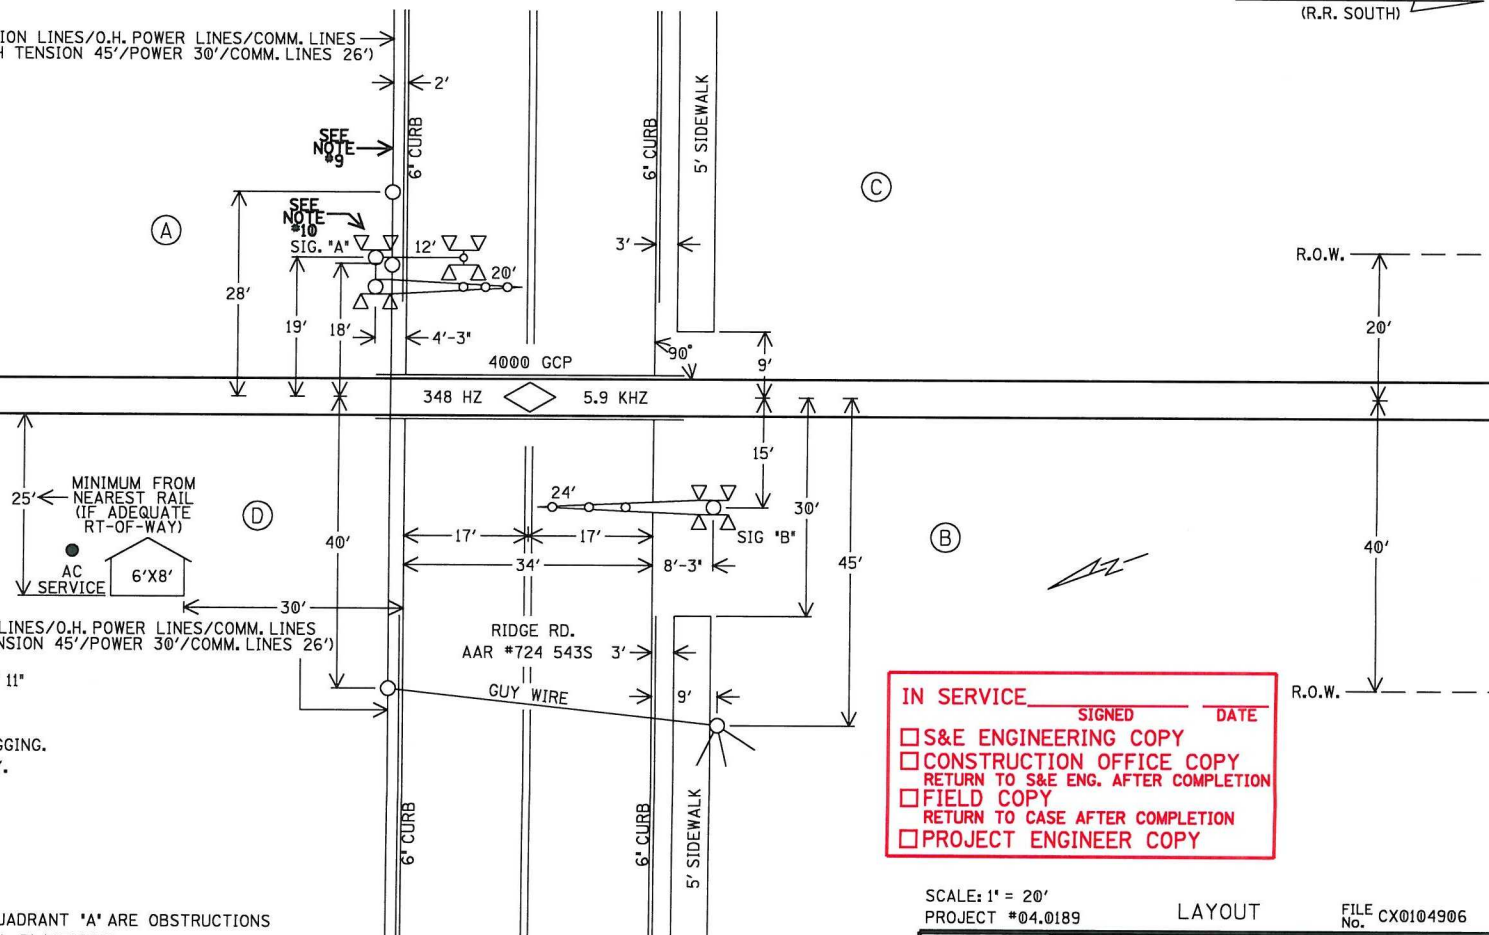 (R.R. SOUTH)
ION LINES/O.H. POWER LINES/COMM. LINES
H TENSION 45'/POWER 30'/COMM. LINES 26')
2'
SEE
NOTE
#9
6" CURB
6" CURB
5' SIDEWALK
C
A
SEE
NOTE
#10
SIG. "A"
12'
20'
3'
R.O.W.
28'
19'
18'
4'-3"
20'
4000 GCP
90°
9'
348 HZ
5.9 KHZ
15'
25'
MINIMUM FROM
NEAREST RAIL
(IF ADEQUATE
RT-OF-WAY)
D
24'
30'
SIG "B"
B
40'
17'
17'
40'
34'
8'-3"
45'
AC
SERVICE
6'X8'
30'
LINES/O.H. POWER LINES/COMM. LINES
NSION 45'/POWER 30'/COMM. LINES 26')
RIDGE RD.
AAR #724 543S
3'
11"
GUY WIRE
9'
R.O.W.
GGING.
'.
IN SERVICE
SIGNED
DATE
S&E ENGINEERING COPY
CONSTRUCTION OFFICE COPY
RETURN TO S&E ENG. AFTER COMPLETION
FIELD COPY
RETURN TO CASE AFTER COMPLETION
PROJECT ENGINEER COPY
6" CURB
6" CURB
5' SIDEWALK
SCALE: 1" = 20'
PROJECT #04.0189
LAYOUT
FILE
No. CX0104906
UADRANT "A" ARE OBSTRUCTIONS